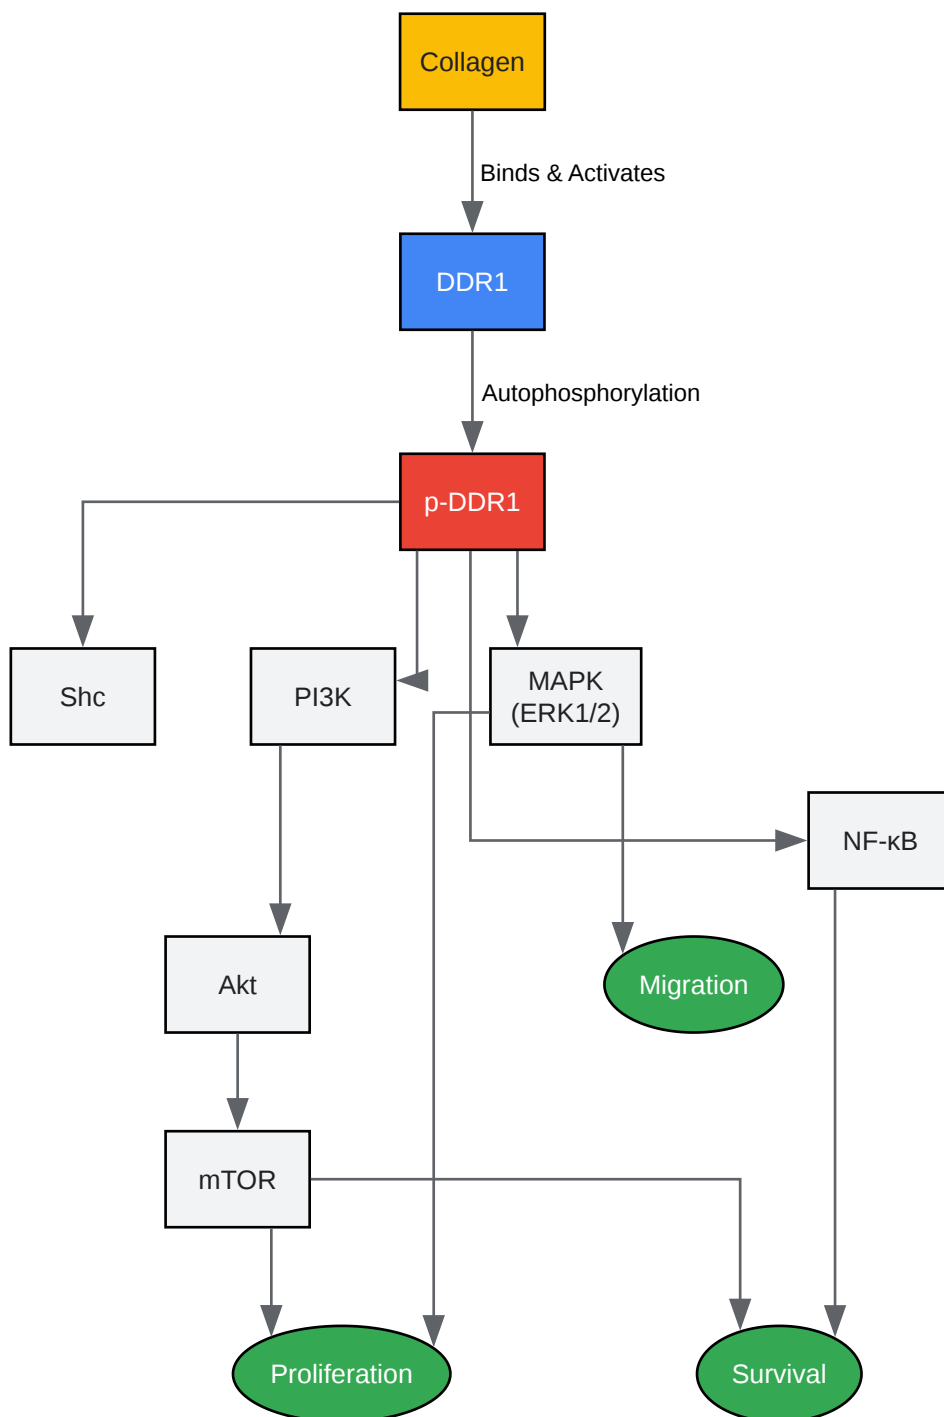 Collagen
Binds & Activates
DDR1
Autophosphorylation
p-DDR1
Shc
PI3K
MAPK
(ERK1/2)
NF-κB
Akt
Migration
mTOR
Proliferation
Survival